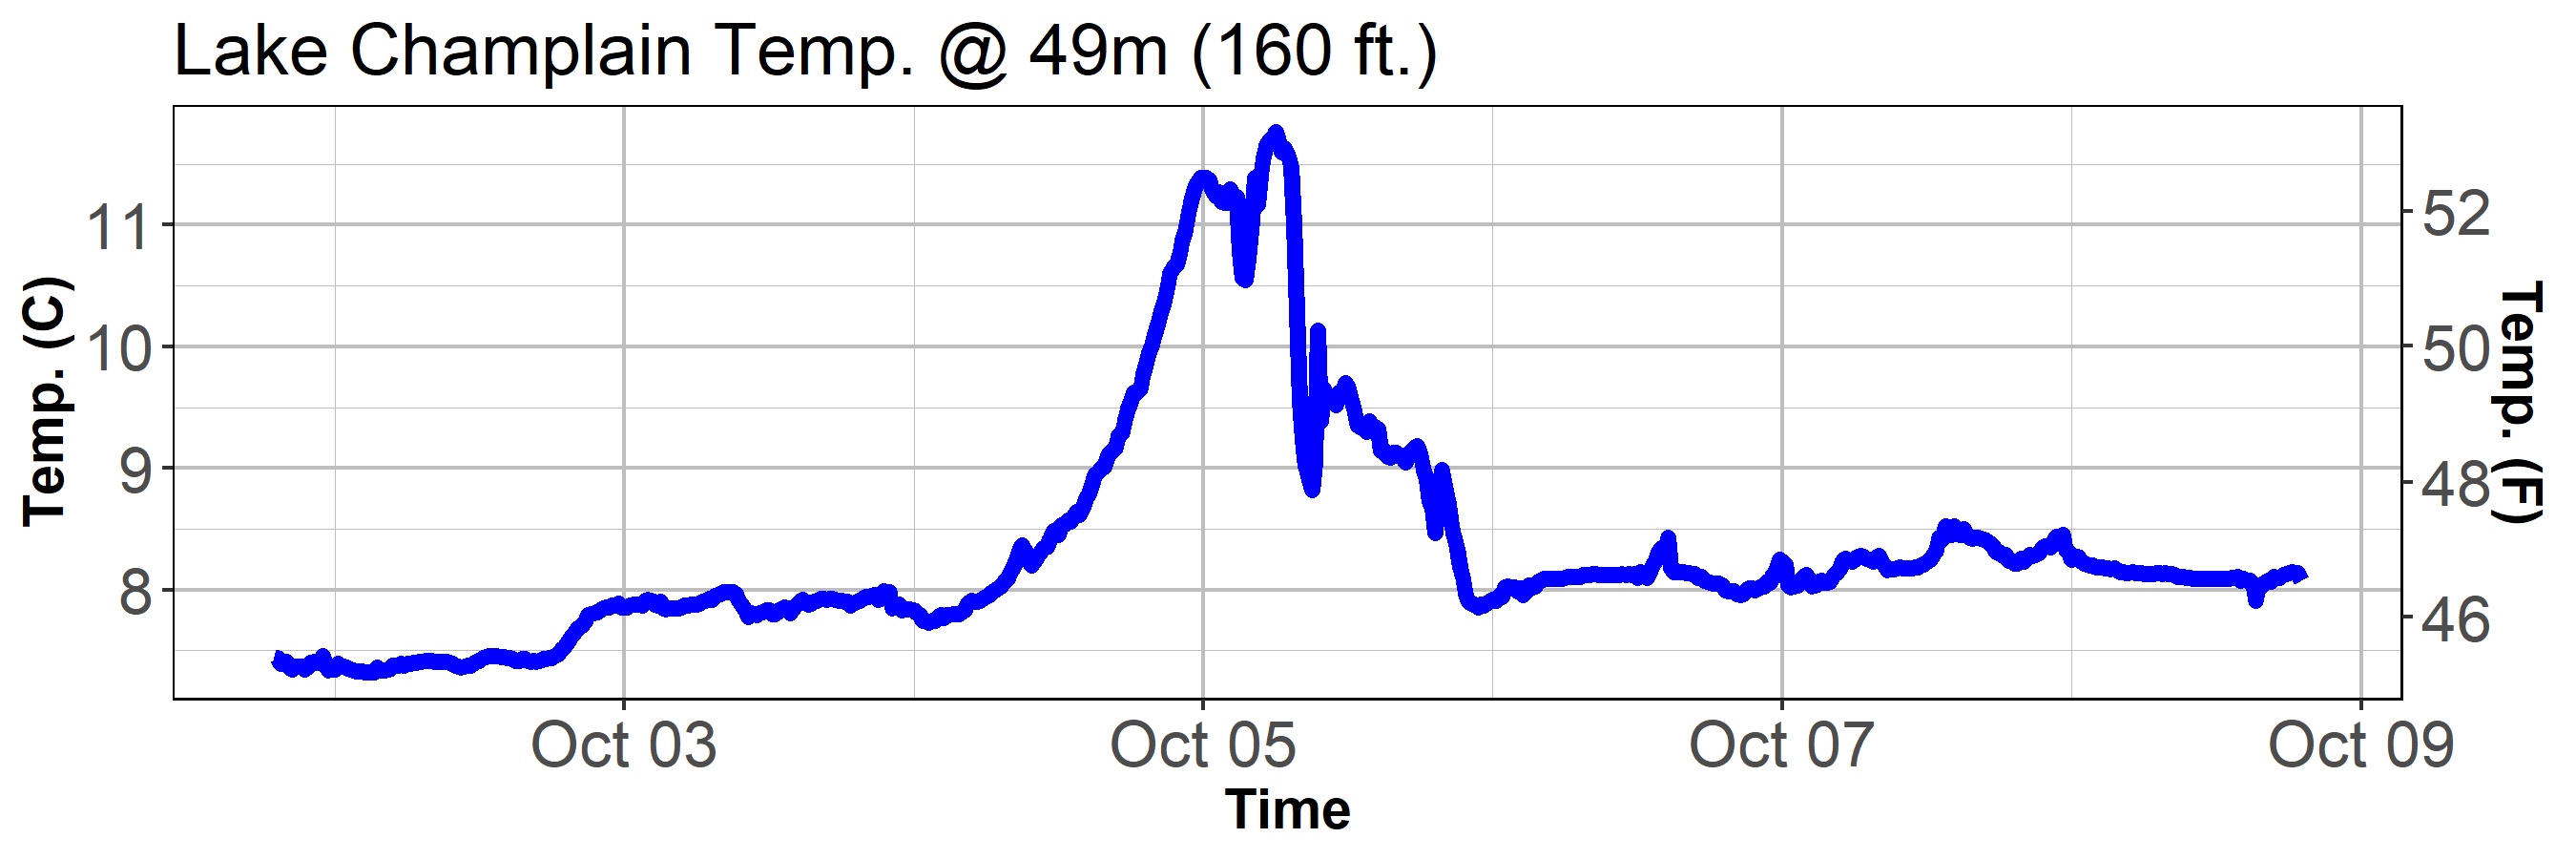 Lake Champlain Temp. @ 49m (160 ft.)
Temp. (C)
11
10
9
8
52
50
48
46
Temp. (F)
Oct 03
Oct 05
Oct 07
Oct 09
Time